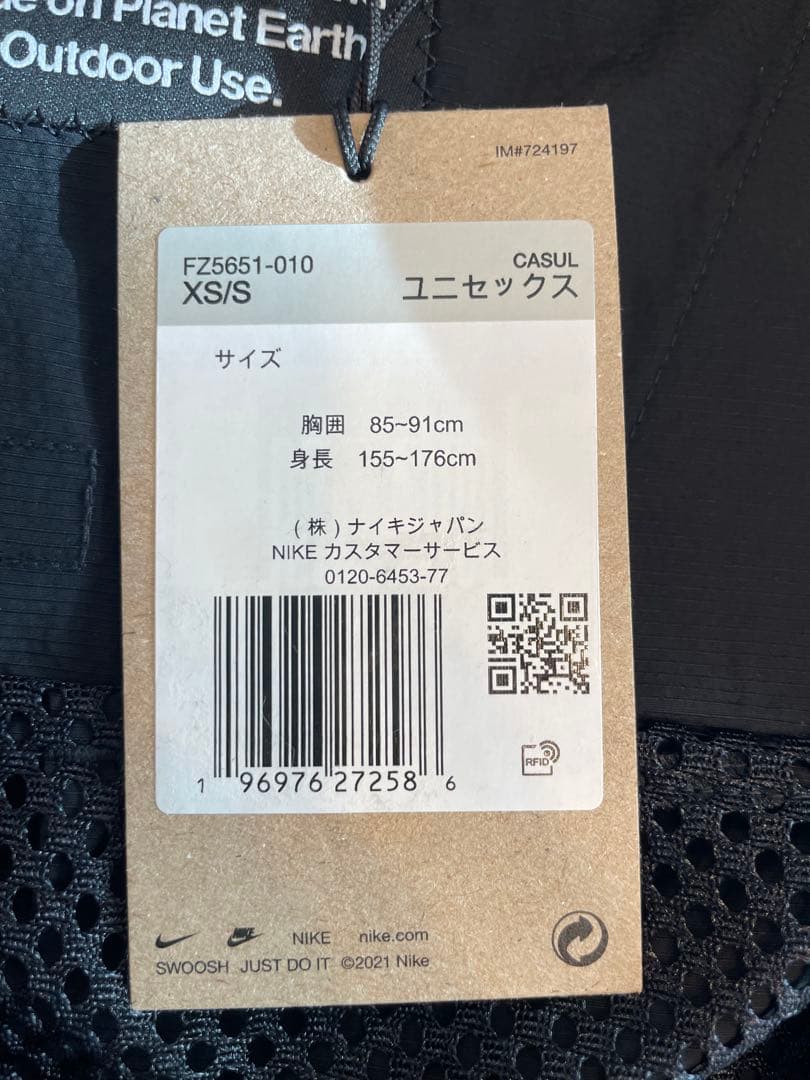 on Planet Earth
Outdoor Use.
IM#724197
FZ5651-010
CASUL
XS/S
ユニセックス
サイズ
胸囲 85~91cm
身長 155~176cm
(株)ナイキジャパン
NIKE カスタマーサービス
0120-6453-77
1 96976 27258 6
RFID
NIKE nike.com
SWOOSH JUST DO IT ©2021 Nike